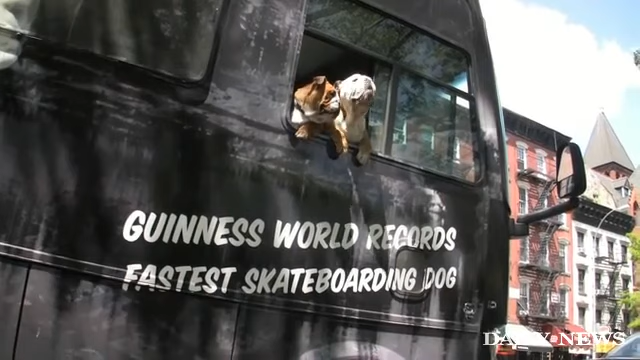 GUINNESS WORLD RECORDS
FASTEST SKATEBOARDING DOG
DAILY NEWS